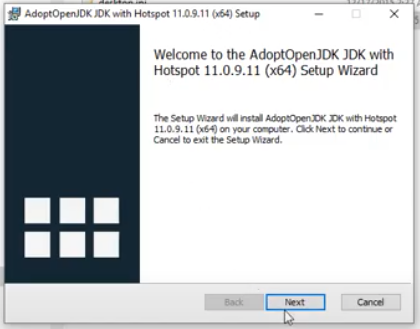 desktop.ini
AdoptOpenJDK JDK with Hotspot 11.0.9.11 (x64) Setup
Welcome to the AdoptOpenJDK JDK with
Hotspot 11.0.9.11 (x64) Setup Wizard
The Setup Wizard will install AdoptOpenJDK JDK with Hotspot
11.0.9.11 (x64) on your computer. Click Next to continue or
Cancel to exit the Setup Wizard.
Back Next Cancel